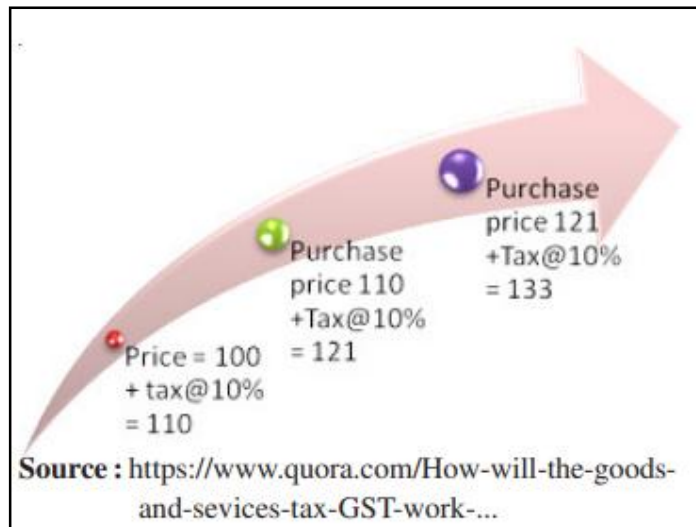 Price = 100
+ tax@10%
= 110
Purchase
price 110
+Tax@10%
= 121
Purchase
price 121
+Tax@10%
= 133
Source : https://www.quora.com/How-will-the-goods-
and-sevices-tax-GST-work-...